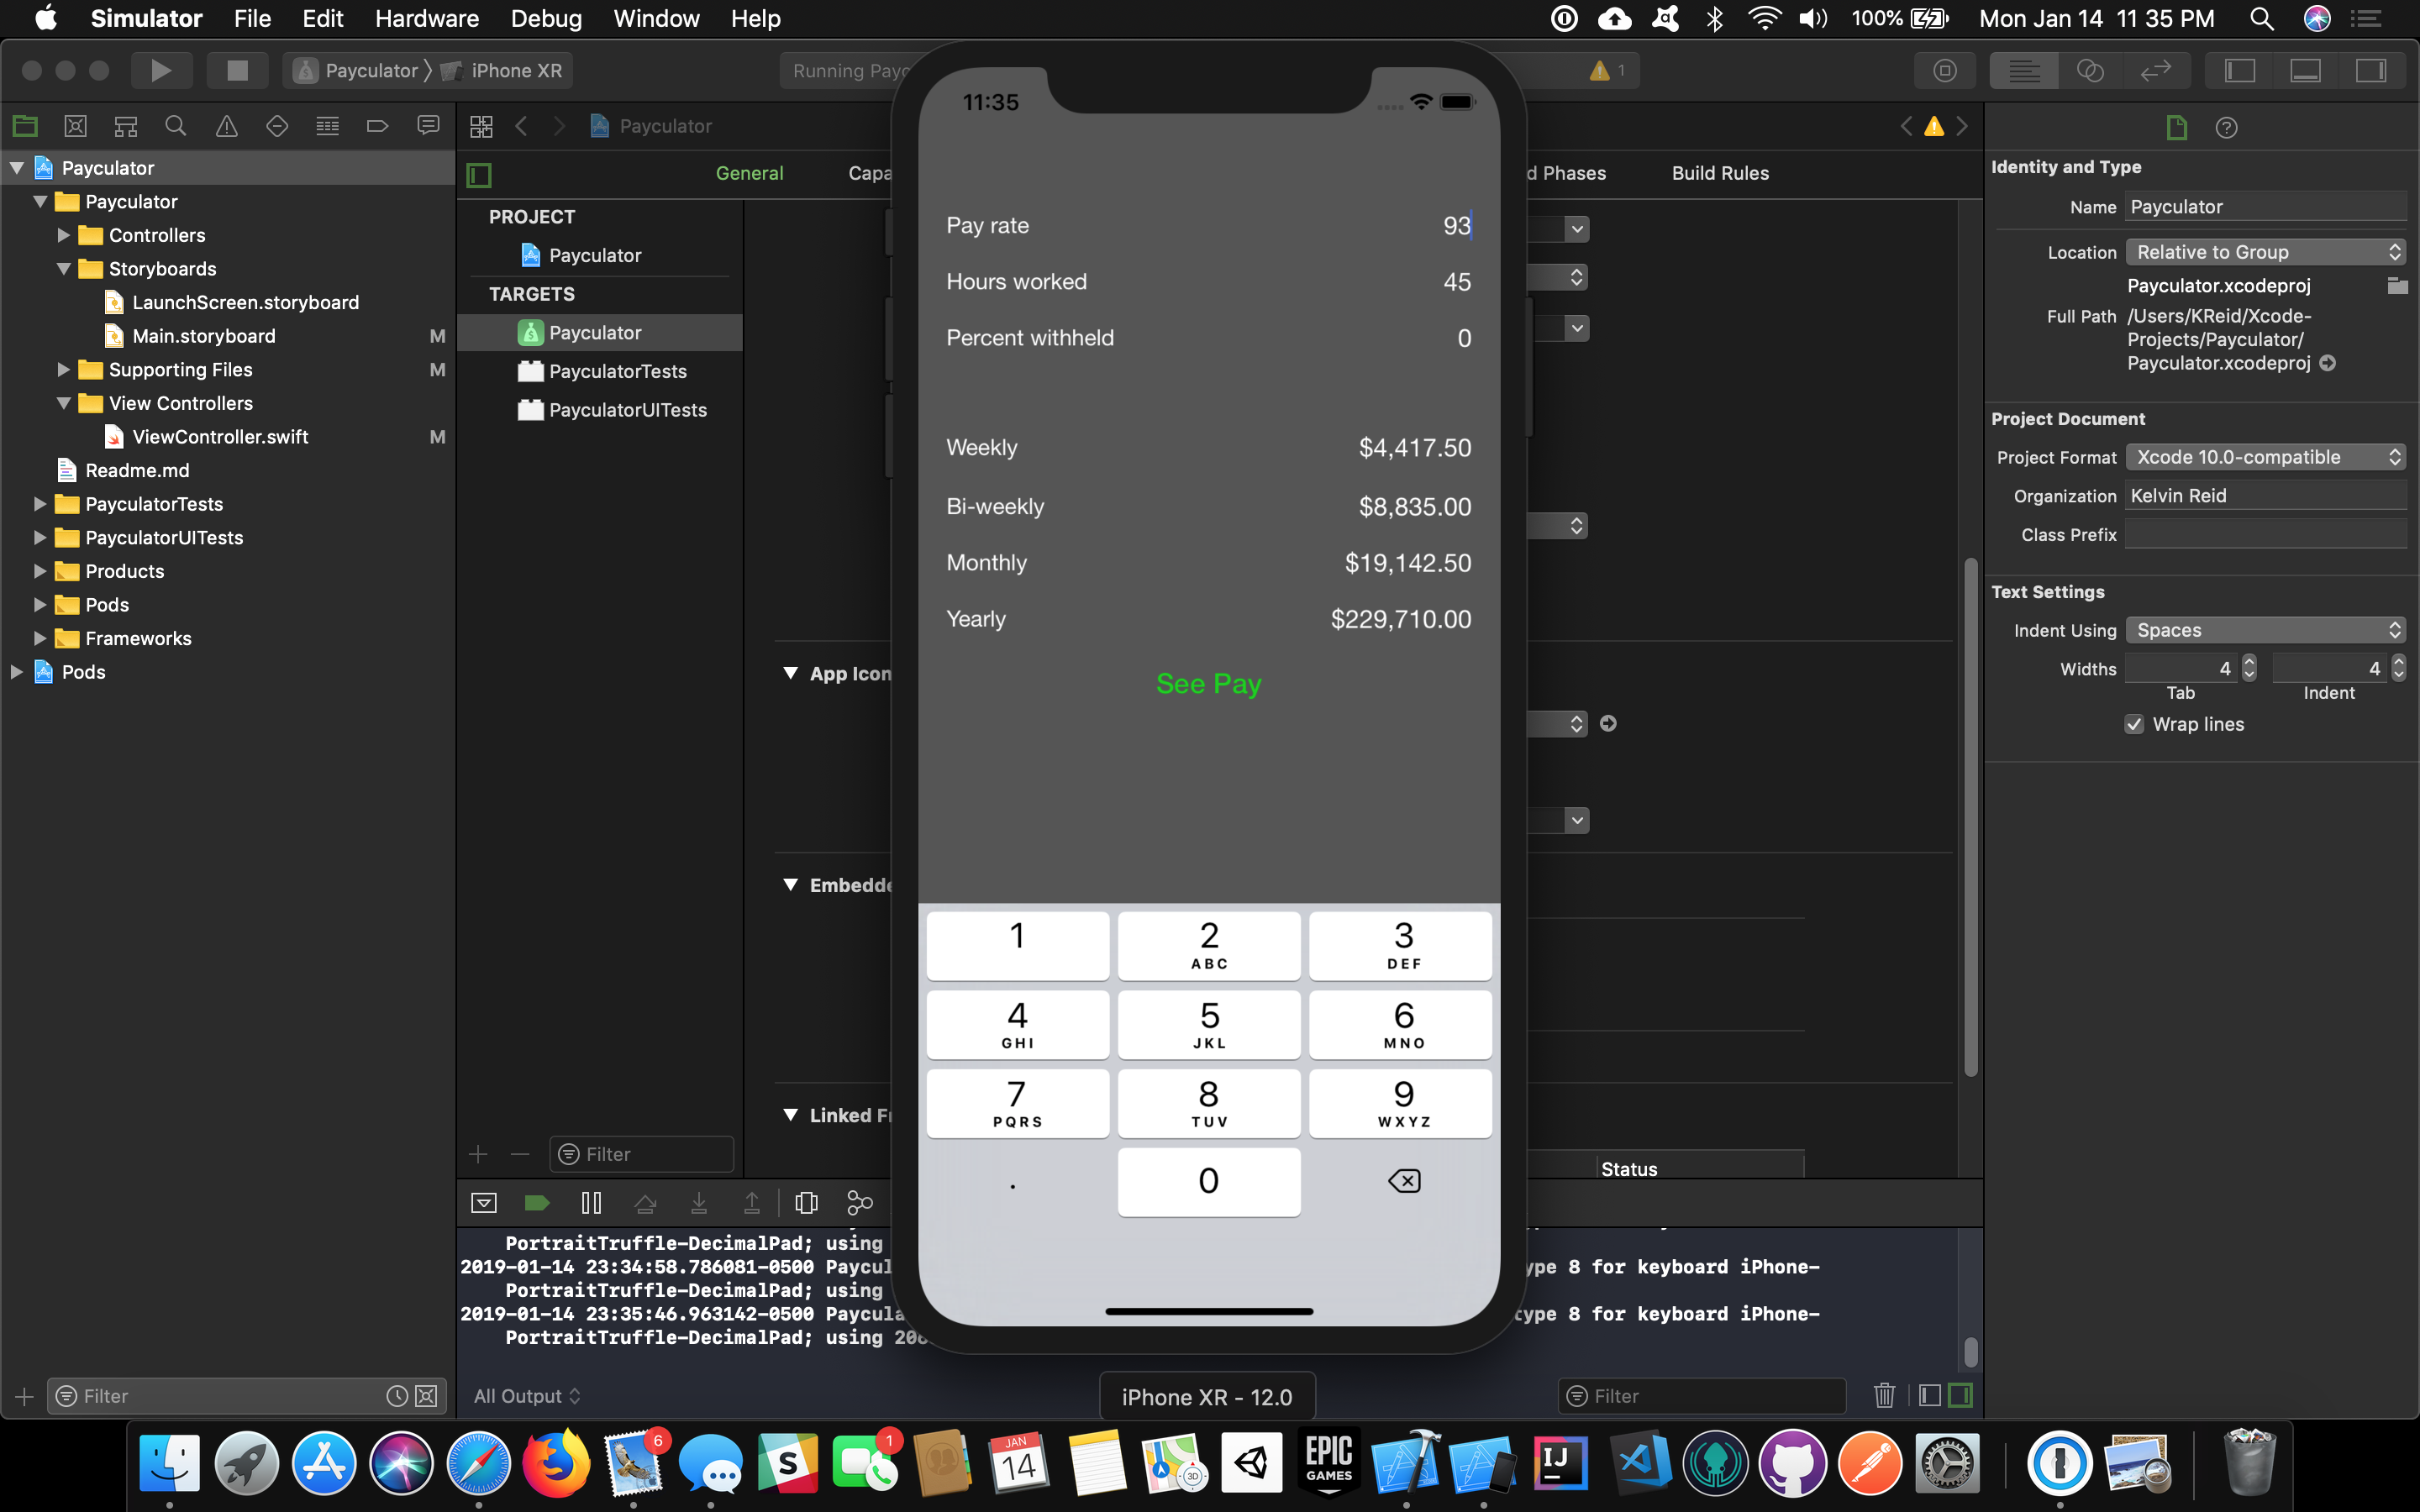 Simulator File Edit Hardware Debug Window Help 100% Mon Jan 14 11 35 PM
Payculator iPhone XR Running Payc 1
Payculator
Payculator
Payculator
Controllers
Storyboards
LaunchScreen.storyboard
Main.storyboard M
Supporting Files M
View Controllers
ViewController.swift M
Readme.md
PayculatorTests
PayculatorUITests
Products
Pods
Frameworks
Pods
Filter
General Capa d Phases Build Rules
PROJECT
Payculator
TARGETS
Payculator
PayculatorTests
PayculatorUITests
Filter
App Icon
Embedde
Linked Fr
Status
11:35
Pay rate 93
Hours worked 45
Percent withheld 0
Weekly $4,417.50
Bi-weekly $8,835.00
Monthly $19,142.50
Yearly $229,710.00
See Pay
1 2 3
ABC DEF
4 5 6
GHI JKL MNO
7 8 9
PQRS TUV WXYZ
. 0
PortraitTruffle-DecimalPad; using
2019-01-14 23:34:58.786081-0500 Paycul ype 8 for keyboard iPhone-
PortraitTruffle-DecimalPad; using
2019-01-14 23:35:46.963142-0500 Paycula type 8 for keyboard iPhone-
PortraitTruffle-DecimalPad; using 206
All Output Filter
iPhone XR - 12.0
Identity and Type
Name Payculator
Location Relative to Group
Payculator.xcodeproj
Full Path /Users/KReid/Xcode-
Projects/Payculator/
Payculator.xcodeproj
Project Document
Project Format Xcode 10.0-compatible
Organization Kelvin Reid
Class Prefix
Text Settings
Indent Using Spaces
Widths 4 4
Tab Indent
Wrap lines
6 S 1 JAN 14 3D EPIC GAMES IJ